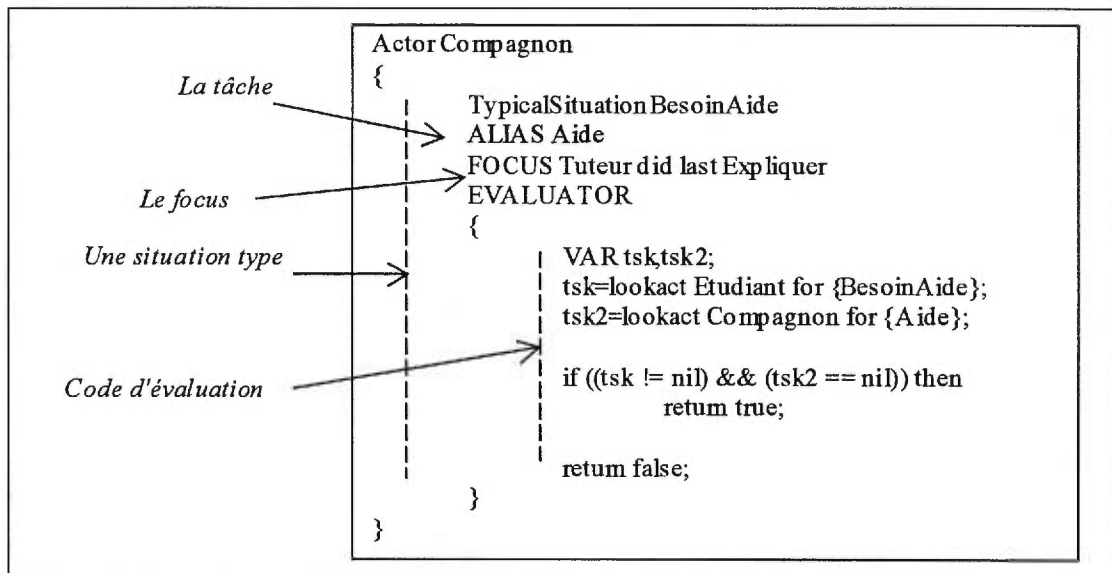 Actor Compagnon
{
La tâche
TypicalSituation BesoinAide
ALIAS Aide
FOCUS Tuteur did last Expliquer
Le focus
EVALUATOR
{
Une situation type
VAR tsk,tsk2;
tsk=lookact Etudiant for {BesoinAide};
tsk2=lookact Compagnon for {Aide};
Code d'évaluation
if ((tsk != nil) && (tsk2 == nil)) then
return true;
return false;
}
}